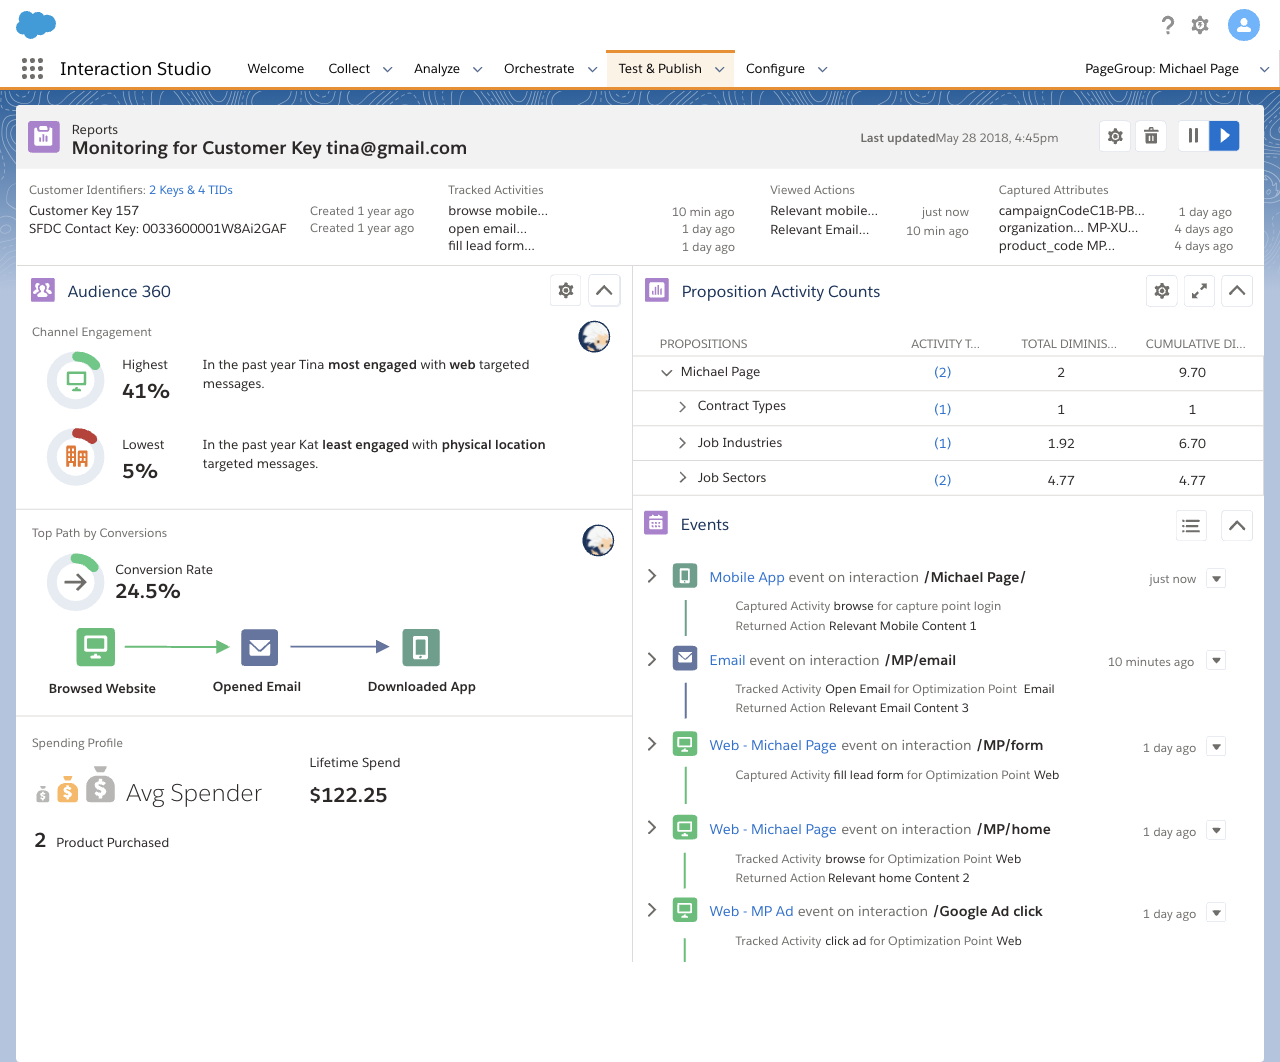 Interaction Studio
Welcome
Collect
Analyze
Orchestrate
Test & Publish
Configure
PageGroup: Michael Page
Reports
Monitoring for Customer Key tina@gmail.com
Last updatedMay 28 2018, 4:45pm
Customer Identifiers: 2 Keys & 4 TIDs
Customer Key 157 Created 1 year ago
SFDC Contact Key: 0033600001W8Ai2GAF Created 1 year ago
Tracked Activities
browse mobile... 10 min ago
open email... 1 day ago
fill lead form... 1 day ago
Viewed Actions
Relevant mobile... just now
Relevant Email... 10 min ago
Captured Attributes
campaignCodeC1B-PB... 1 day ago
organization... MP-XU... 4 days ago
product_code MP... 4 days ago
Audience 360
Channel Engagement
Highest
41%
In the past year Tina most engaged with web targeted
messages.
Lowest
5%
In the past year Kat least engaged with physical location
targeted messages.
Top Path by Conversions
Conversion Rate
24.5%
Browsed Website
Opened Email
Downloaded App
Spending Profile
$ $ $
Avg Spender
Lifetime Spend
$122.25
2 Product Purchased
Proposition Activity Counts
PROPOSITIONS ACTIVITY T... TOTAL DIMINIS... CUMULATIVE DI...
Michael Page (2) 2 9.70
Contract Types (1) 1 1
Job Industries (1) 1.92 6.70
Job Sectors (2) 4.77 4.77
Events
Mobile App event on interaction /Michael Page/ just now
Captured Activity browse for capture point login
Returned Action Relevant Mobile Content 1
Email event on interaction /MP/email 10 minutes ago
Tracked Activity Open Email for Optimization Point Email
Returned Action Relevant Email Content 3
Web - Michael Page event on interaction /MP/form 1 day ago
Captured Activity fill lead form for Optimization Point Web
Web - Michael Page event on interaction /MP/home 1 day ago
Tracked Activity browse for Optimization Point Web
Returned Action Relevant home Content 2
Web - MP Ad event on interaction /Google Ad click 1 day ago
Tracked Activity click ad for Optimization Point Web